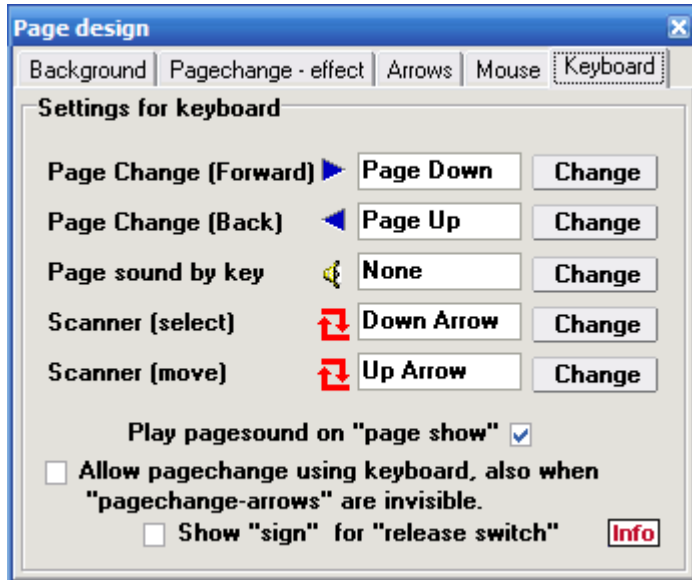 Page design
Background Pagechange - effect Arrows Mouse Keyboard
Settings for keyboard
Page Change (Forward) Page Down Change
Page Change (Back) Page Up Change
Page sound by key None Change
Scanner (select) Down Arrow Change
Scanner (move) Up Arrow Change
Play pagesound on "page show"
Allow pagechange using keyboard, also when
"pagechange-arrows" are invisible.
Show "sign" for "release switch" Info